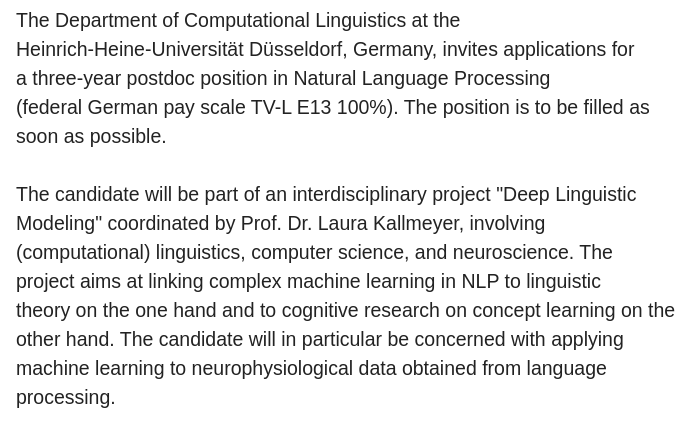 The Department of Computational Linguistics at the
Heinrich-Heine-Universität Düsseldorf, Germany, invites applications for
a three-year postdoc position in Natural Language Processing
(federal German pay scale TV-L E13 100%). The position is to be filled as
soon as possible.

The candidate will be part of an interdisciplinary project "Deep Linguistic
Modeling" coordinated by Prof. Dr. Laura Kallmeyer, involving
(computational) linguistics, computer science, and neuroscience. The
project aims at linking complex machine learning in NLP to linguistic
theory on the one hand and to cognitive research on concept learning on the
other hand. The candidate will in particular be concerned with applying
machine learning to neurophysiological data obtained from language
processing.